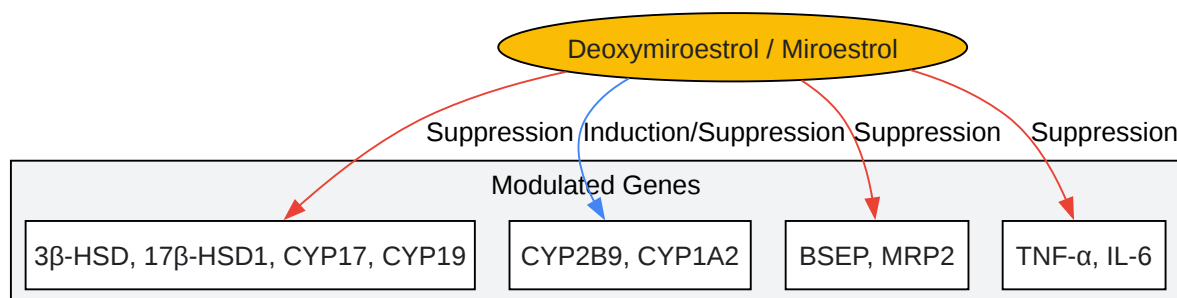 Deoxymiroestrol / Miroestrol
Suppression Induction/Suppression Suppression Suppression
Modulated Genes
3β-HSD, 17β-HSD1, CYP17, CYP19 CYP2B9, CYP1A2 BSEP, MRP2 TNF-α, IL-6